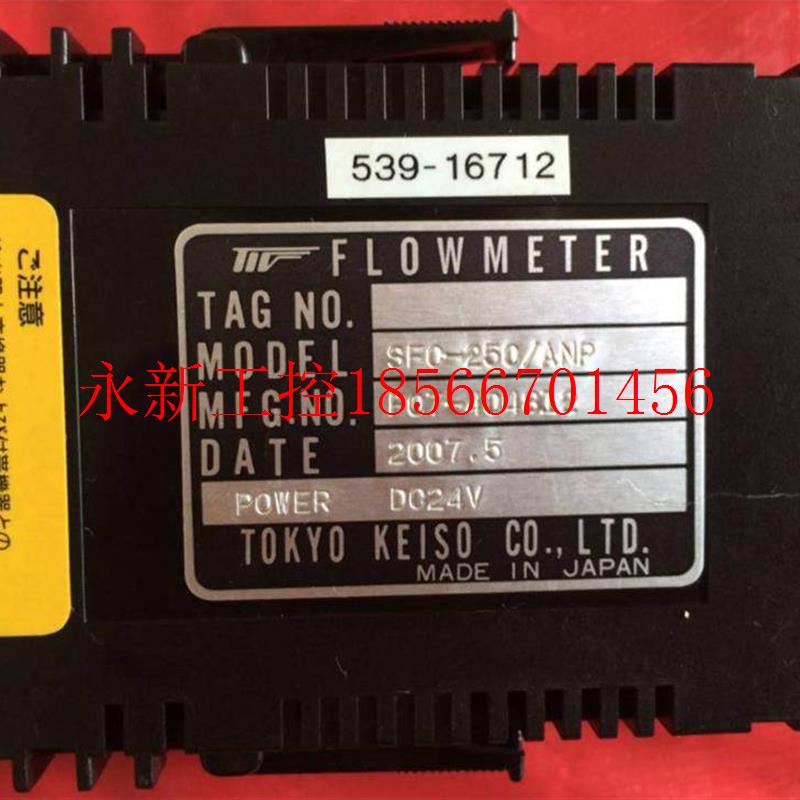 539-16712
FLOWMETER
TAG NO.
MODEL SFC-250/ANP
永新工控18566701456
MFG.NO.
DATE 2007.5
POWER DC24V
TOKYO KEISO CO., LTD.
MADE IN JAPAN
ご注意